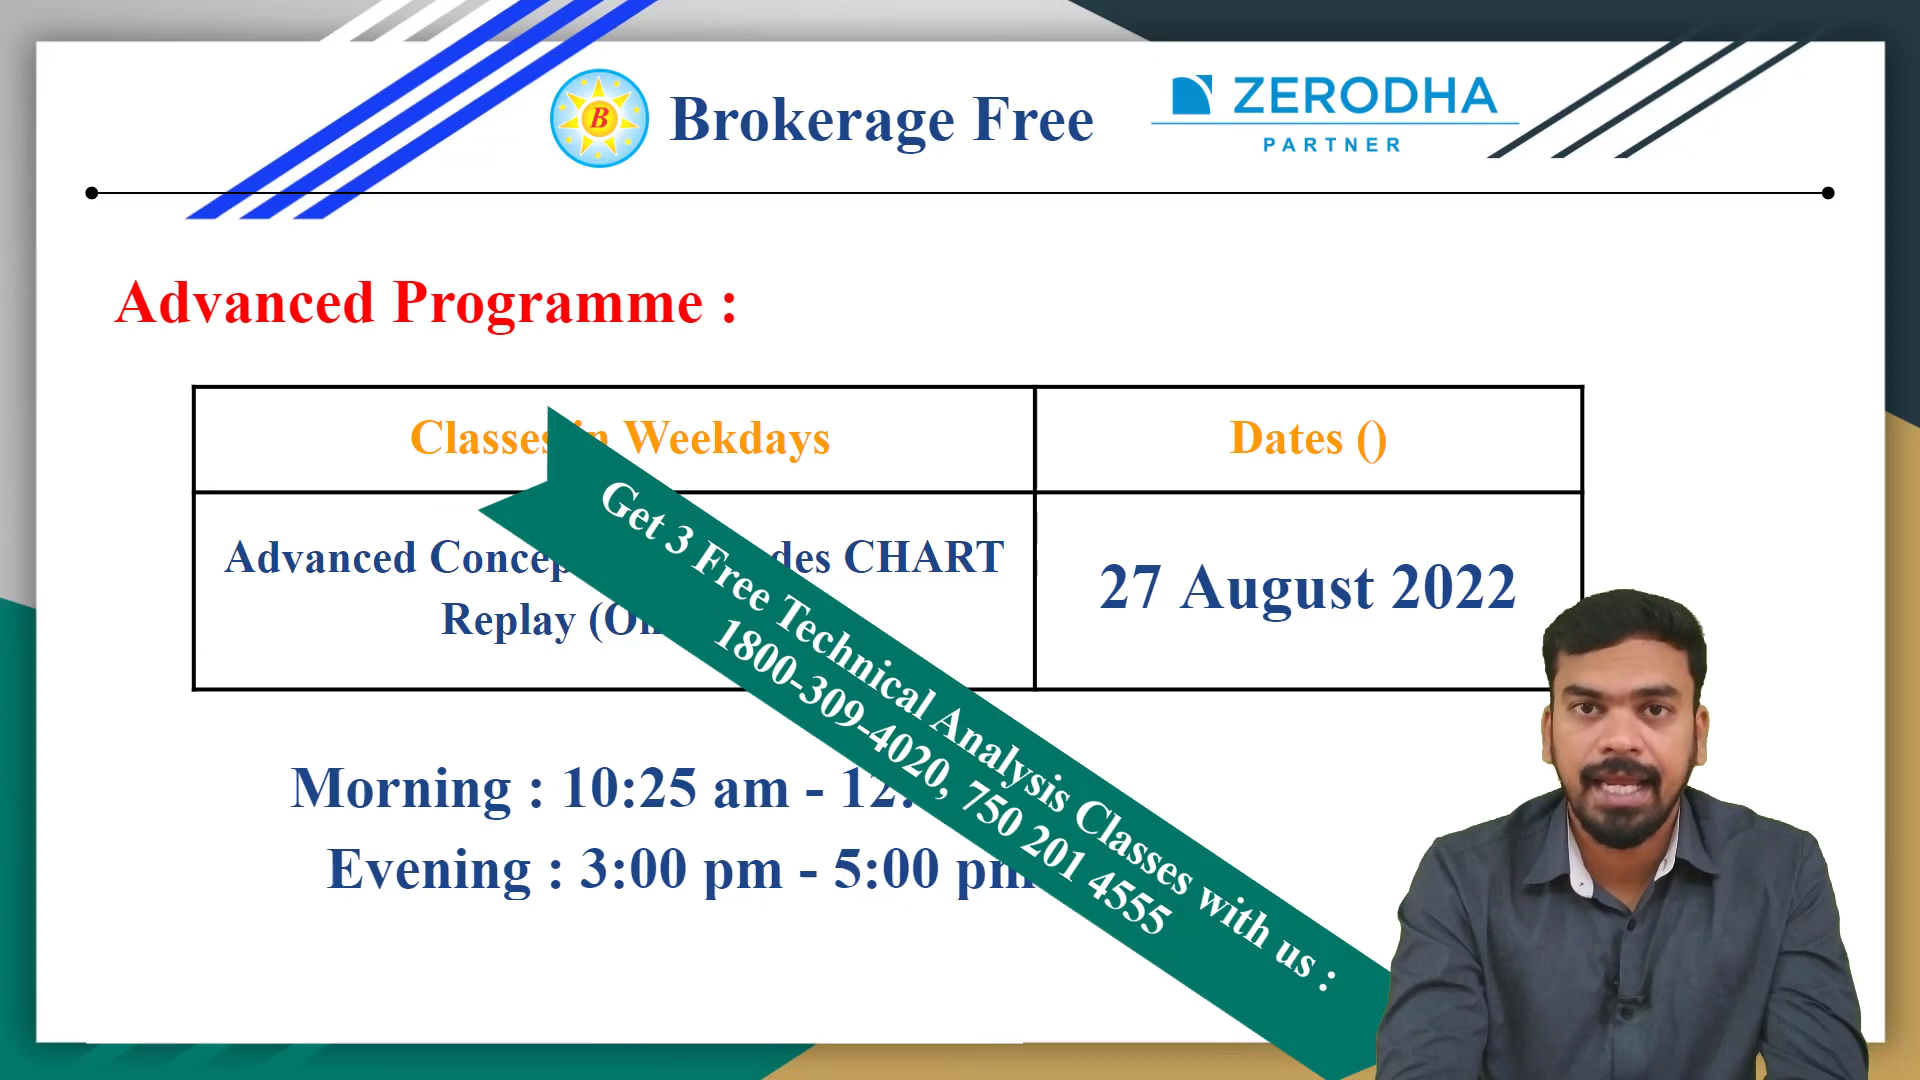 B Brokerage Free
ZERODHA
PARTNER
Advanced Programme :
Classes in Weekdays
Dates ()
Advanced CHART
Replay
27 August 2022
Morning : 10:25 am -
Evening : 3:00 pm - 5:00 pm
Get 3 Free Technical Analysis Classes with us :
1800-309-4020, 750 201 4555